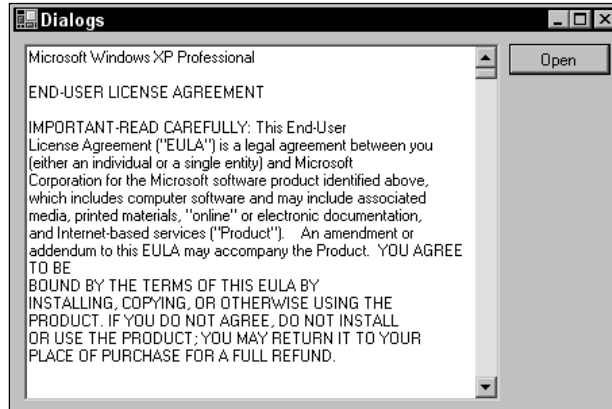 Dialogs
Microsoft Windows XP Professional
Open
END-USER LICENSE AGREEMENT
IMPORTANT-READ CAREFULLY: This End-User
License Agreement ("EULA") is a legal agreement between you
(either an individual or a single entity) and Microsoft
Corporation for the Microsoft software product identified above,
which includes computer software and may include associated
media, printed materials, "online" or electronic documentation,
and Internet-based services ("Product"). An amendment or
addendum to this EULA may accompany the Product. YOU AGREE
TO BE
BOUND BY THE TERMS OF THIS EULA BY
INSTALLING, COPYING, OR OTHERWISE USING THE
PRODUCT. IF YOU DO NOT AGREE, DO NOT INSTALL
OR USE THE PRODUCT; YOU MAY RETURN IT TO YOUR
PLACE OF PURCHASE FOR A FULL REFUND.